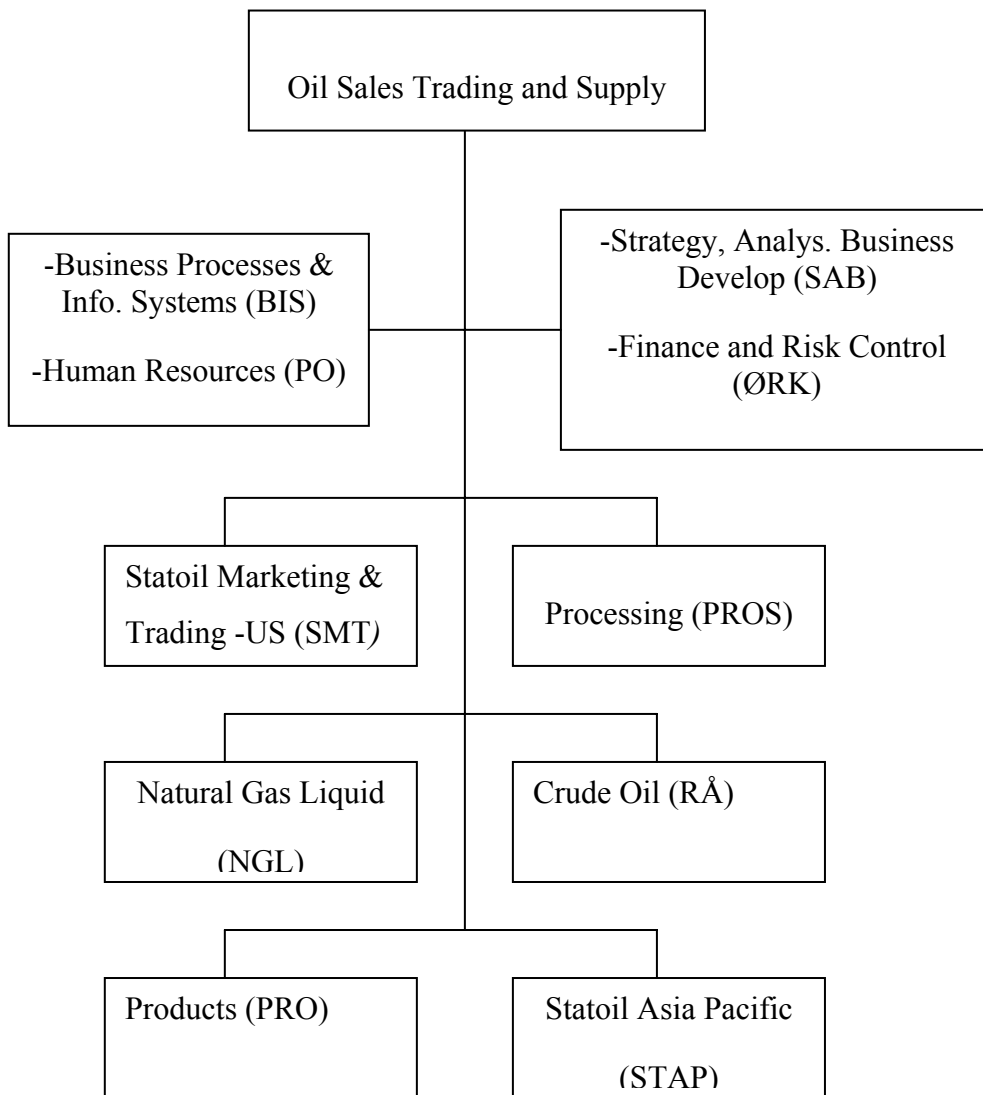 Oil Sales Trading and Supply
-Business Processes &
Info. Systems (BIS)
-Human Resources (PO)
-Strategy, Analys. Business
Develop (SAB)
-Finance and Risk Control
(ØRK)
Statoil Marketing &
Trading -US (SMT)
Processing (PROS)
Natural Gas Liquid
(NGL)
Crude Oil (RÅ)
Products (PRO)
Statoil Asia Pacific
(STAP)